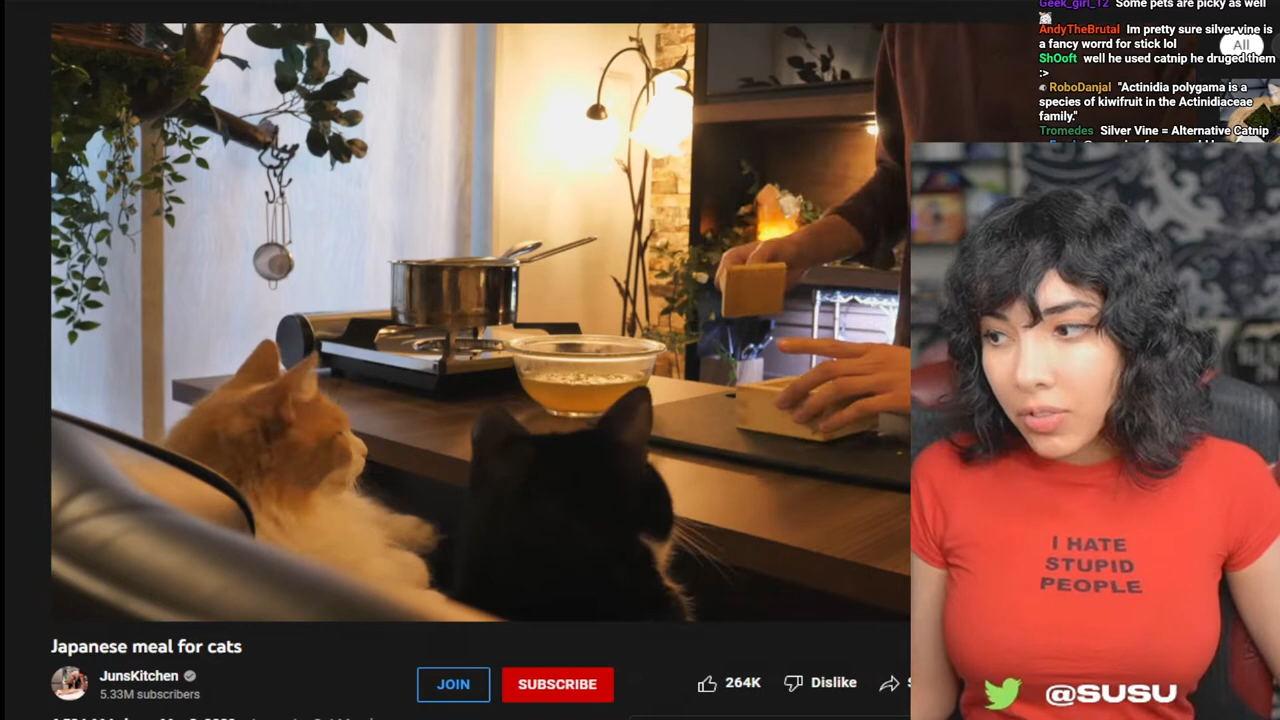 Geek_girl_12 Some pets are picky as well
AndyTheBrutal Im pretty sure silver vine is
a fancy worrd for stick lol
All
ShOoft well he used catnip he druged them
:>
RoboDanjal "Actinidia polygama is a
species of kiwifruit in the Actinidiaceae
family."
Tromedes Silver Vine = Alternative Catnip
I HATE
STUPID
PEOPLE
Japanese meal for cats
JunsKitchen
5.33M subscribers
JOIN
SUBSCRIBE
264K
Dislike
@SUSU